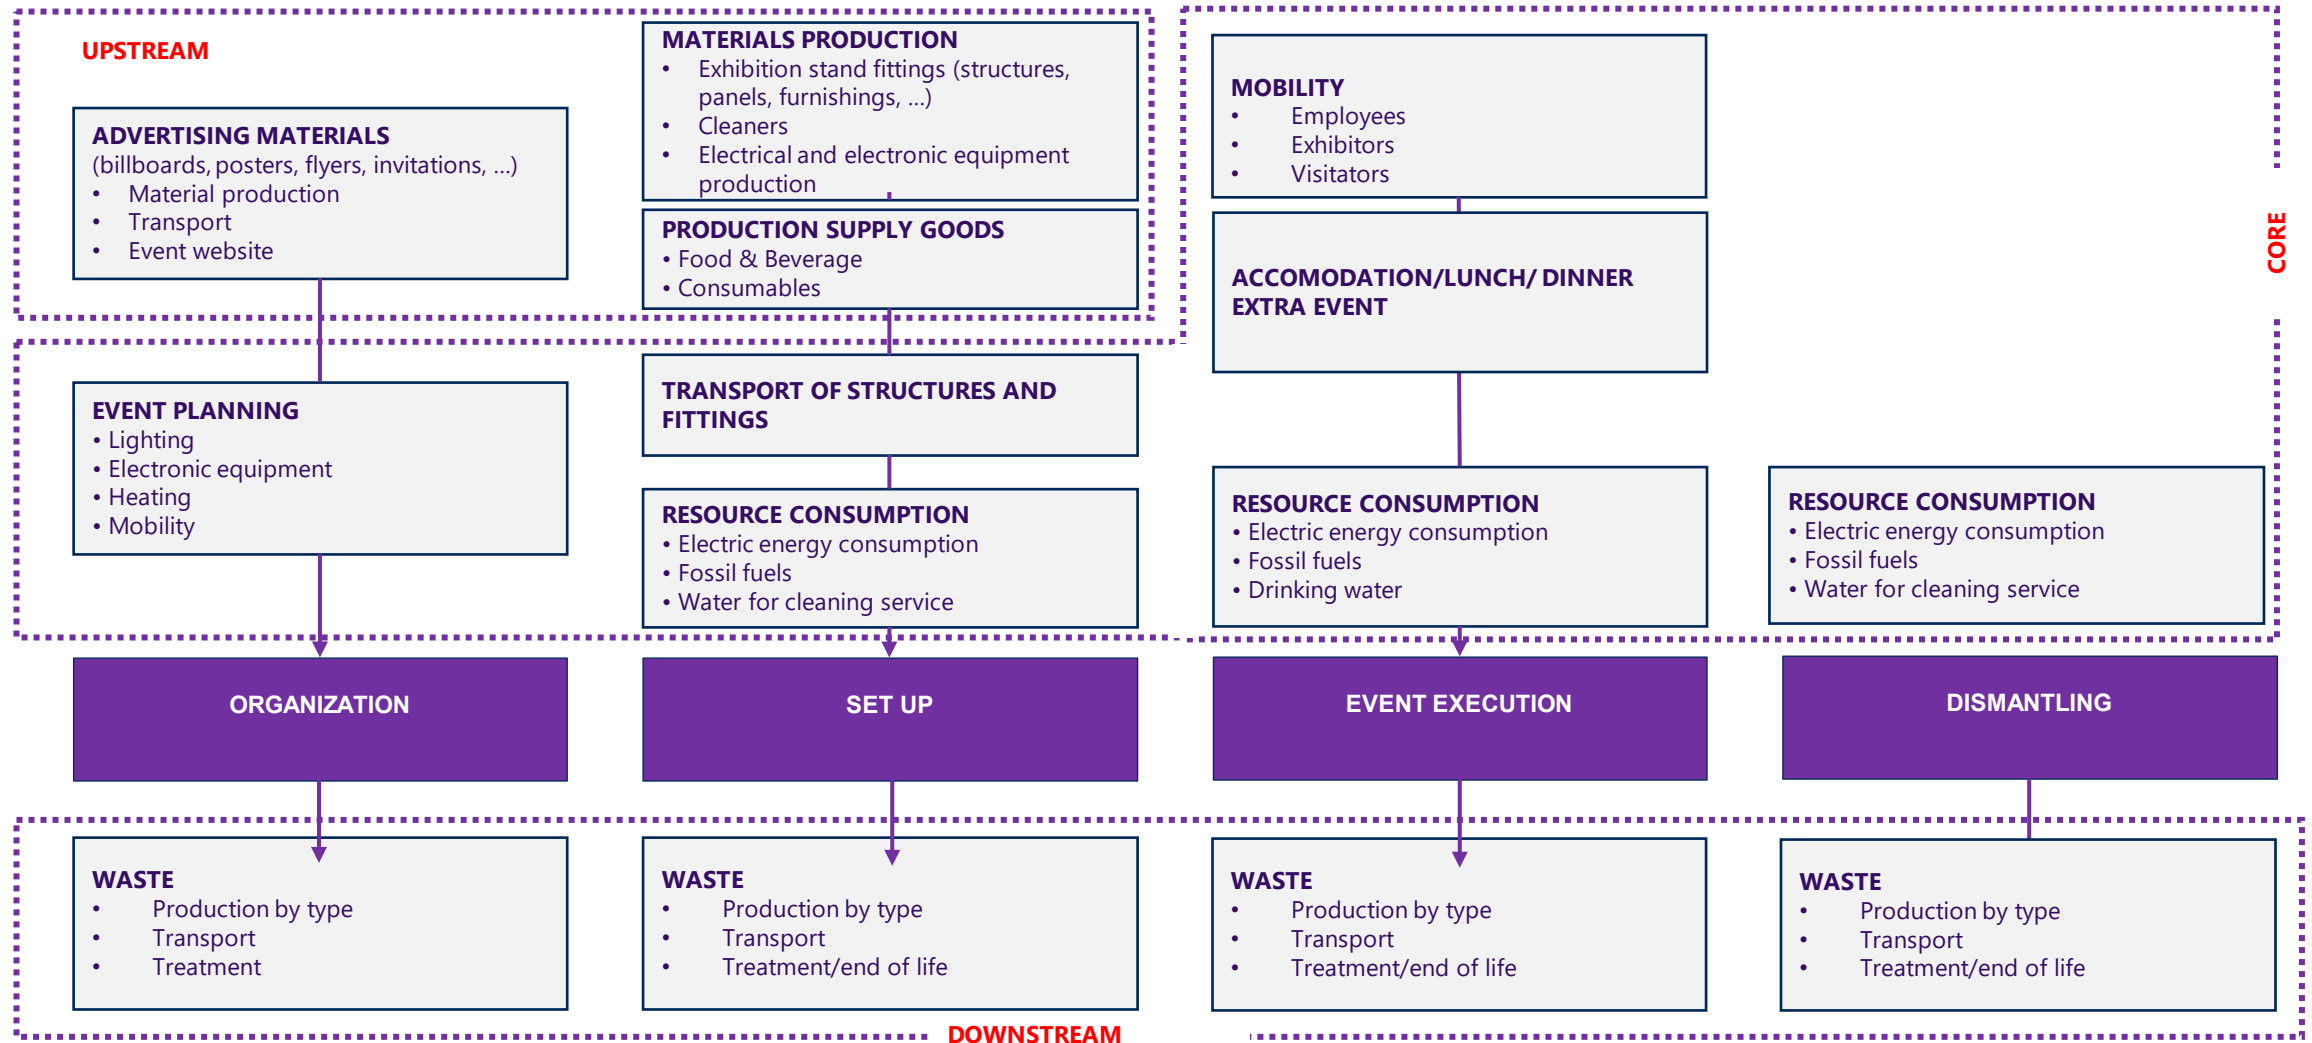 UPSTREAM
ADVERTISING MATERIALS
(billboards, posters, flyers, invitations, ...)
• Material production
• Transport
• Event website
MATERIALS PRODUCTION
• Exhibition stand fittings (structures,
panels, furnishings, ...)
• Cleaners
• Electrical and electronic equipment
production
PRODUCTION SUPPLY GOODS
• Food & Beverage
• Consumables
MOBILITY
• Employees
• Exhibitors
• Visitators
ACCOMODATION/LUNCH/ DINNER
EXTRA EVENT
CORE
EVENT PLANNING
• Lighting
• Electronic equipment
• Heating
• Mobility
TRANSPORT OF STRUCTURES AND
FITTINGS
RESOURCE CONSUMPTION
• Electric energy consumption
• Fossil fuels
• Water for cleaning service
RESOURCE CONSUMPTION
• Electric energy consumption
• Fossil fuels
• Drinking water
RESOURCE CONSUMPTION
• Electric energy consumption
• Fossil fuels
• Water for cleaning service
ORGANIZATION
SET UP
EVENT EXECUTION
DISMANTLING
WASTE
• Production by type
• Transport
• Treatment
WASTE
• Production by type
• Transport
• Treatment/end of life
WASTE
• Production by type
• Transport
• Treatment/end of life
WASTE
• Production by type
• Transport
• Treatment/end of life
DOWNSTREAM